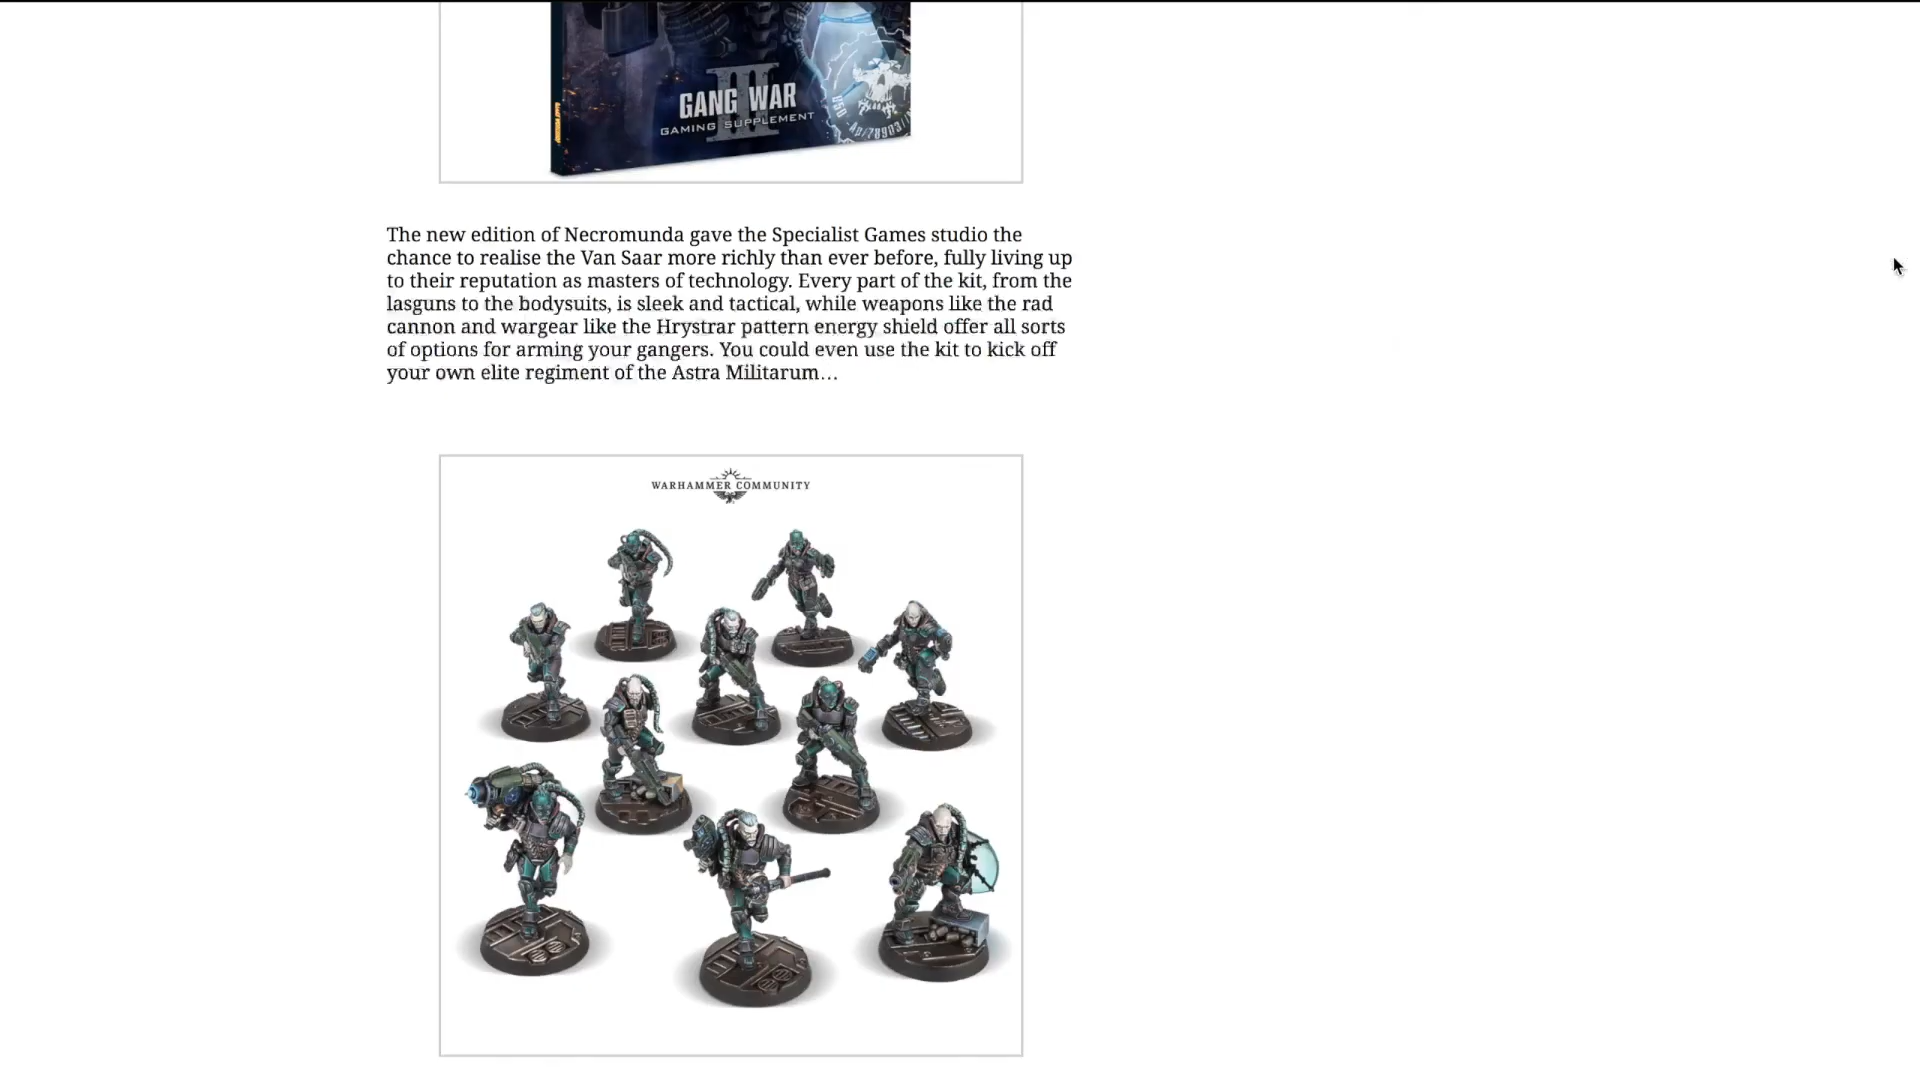 III
GANG WAR
GAMING SUPPLEMENT
The new edition of Necromunda gave the Specialist Games studio the
chance to realise the Van Saar more richly than ever before, fully living up
to their reputation as masters of technology. Every part of the kit, from the
lasguns to the bodysuits, is sleek and tactical, while weapons like the rad
cannon and wargear like the Hrystrar pattern energy shield offer all sorts
of options for arming your gangers. You could even use the kit to kick off
your own elite regiment of the Astra Militarum…
WARHAMMER COMMUNITY